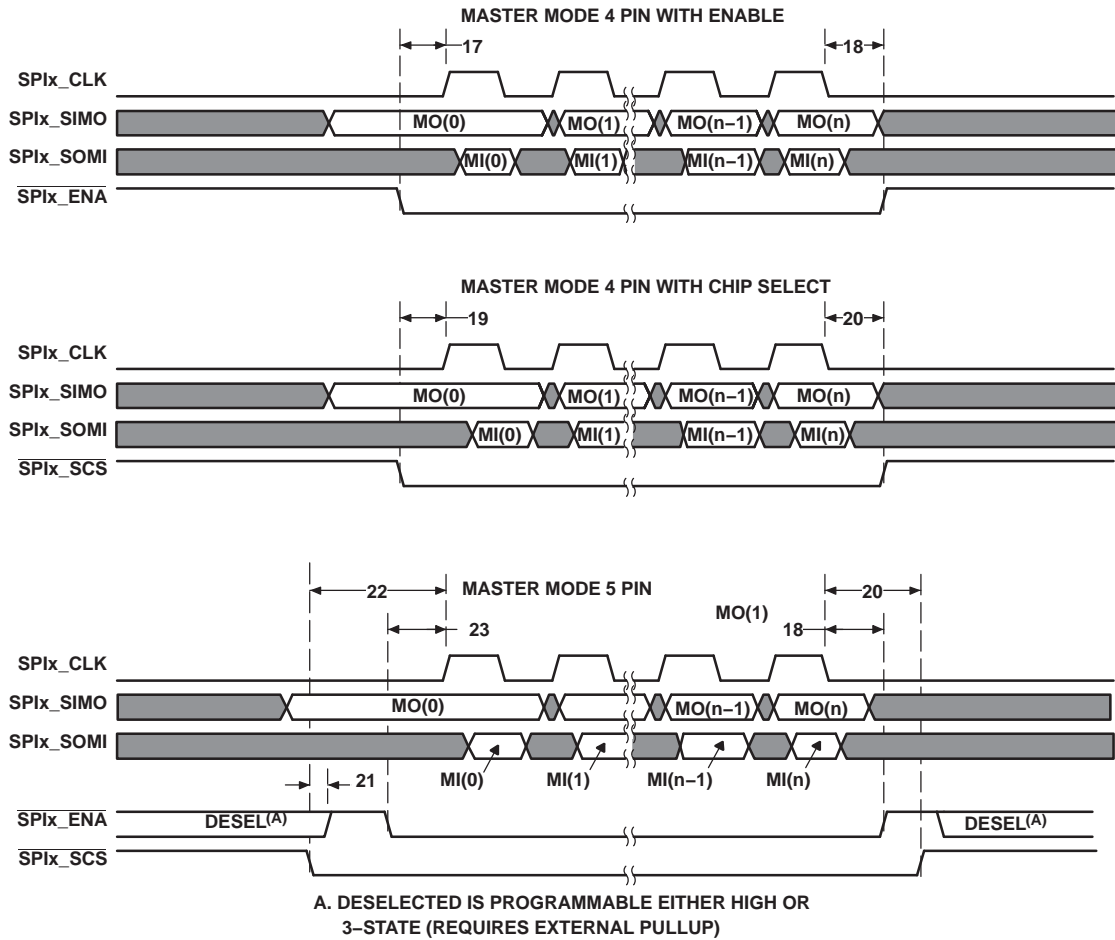 MASTER MODE 4 PIN WITH ENABLE
17
18
SPIx_CLK
SPIx_SIMO
MO(0)
MO(1)
MO(n−1)
MO(n)
SPIx_SOMI
MI(0)
MI(1)
MI(n−1)
MI(n)
SPIx_ENA
MASTER MODE 4 PIN WITH CHIP SELECT
19
20
SPIx_CLK
SPIx_SIMO
MO(0)
MO(1)
MO(n−1)
MO(n)
SPIx_SOMI
MI(0)
MI(1)
MI(n−1)
MI(n)
SPIx_SCS
22
MASTER MODE 5 PIN
20
MO(1)
23
18
SPIx_CLK
SPIx_SIMO
MO(0)
MO(n−1)
MO(n)
SPIx_SOMI
21
MI(0)
MI(1)
MI(n−1)
MI(n)
SPIx_ENA
DESEL(A)
DESEL(A)
SPIx_SCS
A. DESELECTED IS PROGRAMMABLE EITHER HIGH OR
3−STATE (REQUIRES EXTERNAL PULLUP)